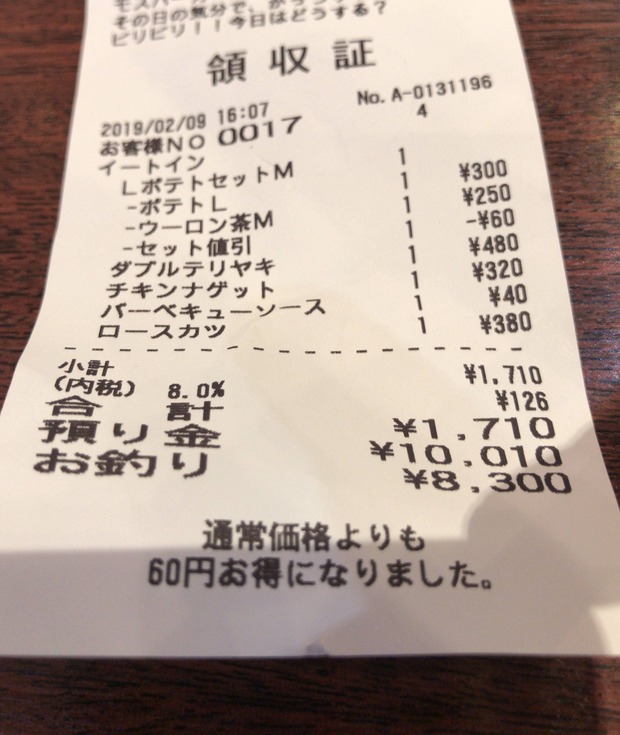 その日の気分で、
ピリピリ！！今日はどうする？
領収証
No.A-0131196
2019/02/09 16:07 4
お客様NO 0017
イートイン
LポテトセットM 1
-ポテトL 1 ¥300
-ウーロン茶M 1 ¥250
-セット値引 1 -¥60
ダブルテリヤキ 1 ¥480
チキンナゲット 1 ¥320
バーベキューソース 1 ¥40
ロースカツ 1 ¥380
小計 ¥1,710
(内税) 8.0% ¥126
合 計 ¥1,710
預り金 ¥10,010
お釣り ¥8,300
通常価格よりも
60円お得になりました。